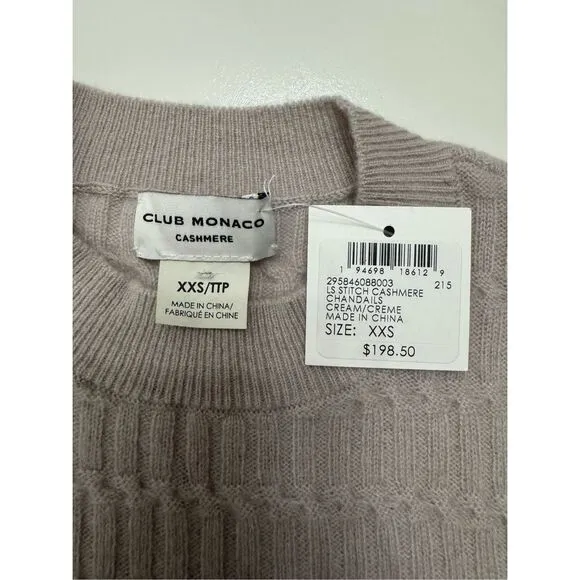 CLUB MONACO
CASHMERE
XXS/TTP
MADE IN CHINA/
FABRIQUÉ EN CHINE
1 94698 18612 9
295846088003 215
LS STITCH CASHMERE
CHANDAILS
CREAM/CREME
MADE IN CHINA
SIZE: XXS
$198.50